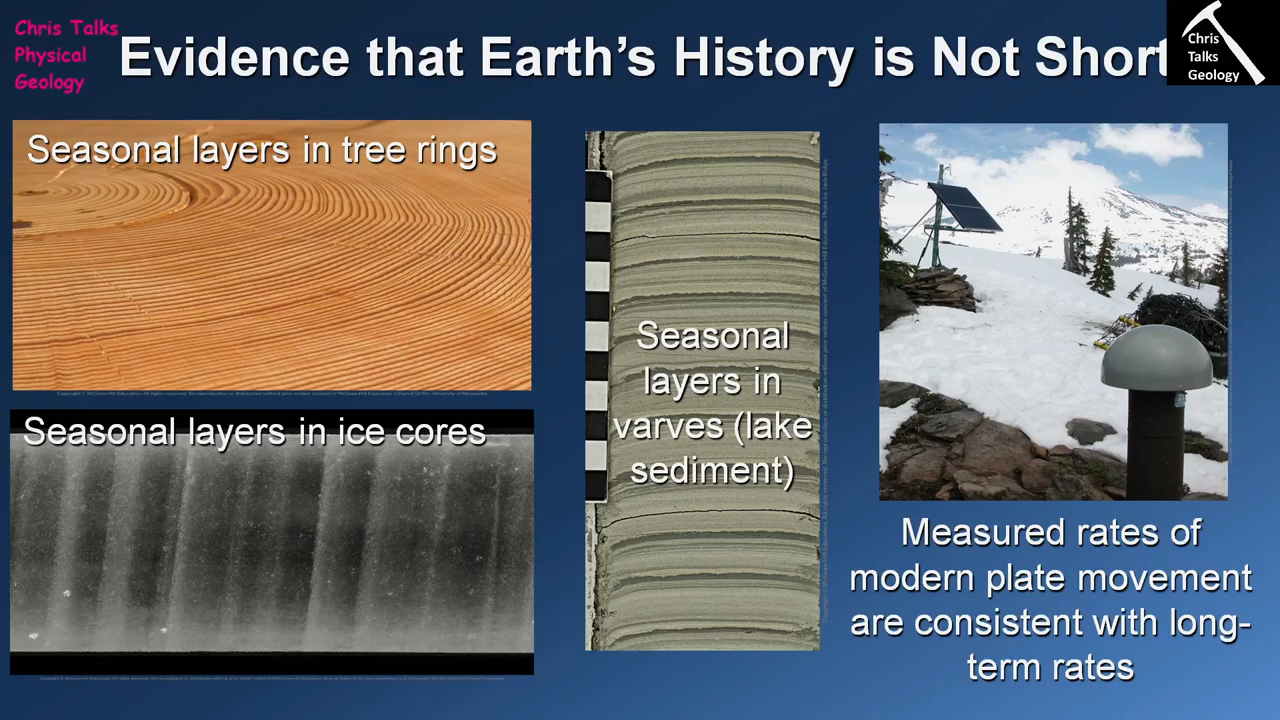 Chris Talks
Physical
Geology
Evidence that Earth's History is Not Short
Chris
Talks
Geology
Seasonal layers in tree rings
Seasonal layers in ice cores
Seasonal
layers in
varves (lake
sediment)
Measured rates of
modern plate movement
are consistent with long-
term rates